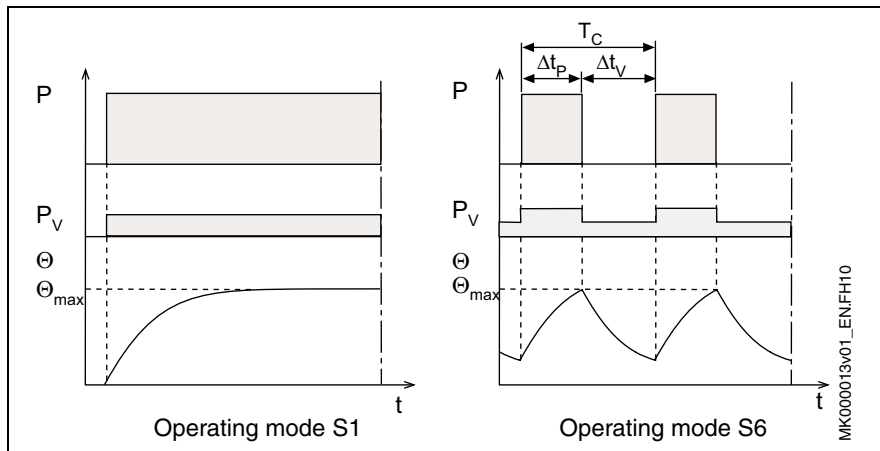 P
P_V
Θ
Θ_max
t
Operating mode S1
T_C
Δt_P Δt_V
P
P_V
Θ
Θ_max
t
Operating mode S6
MK000013v01_EN.FH10